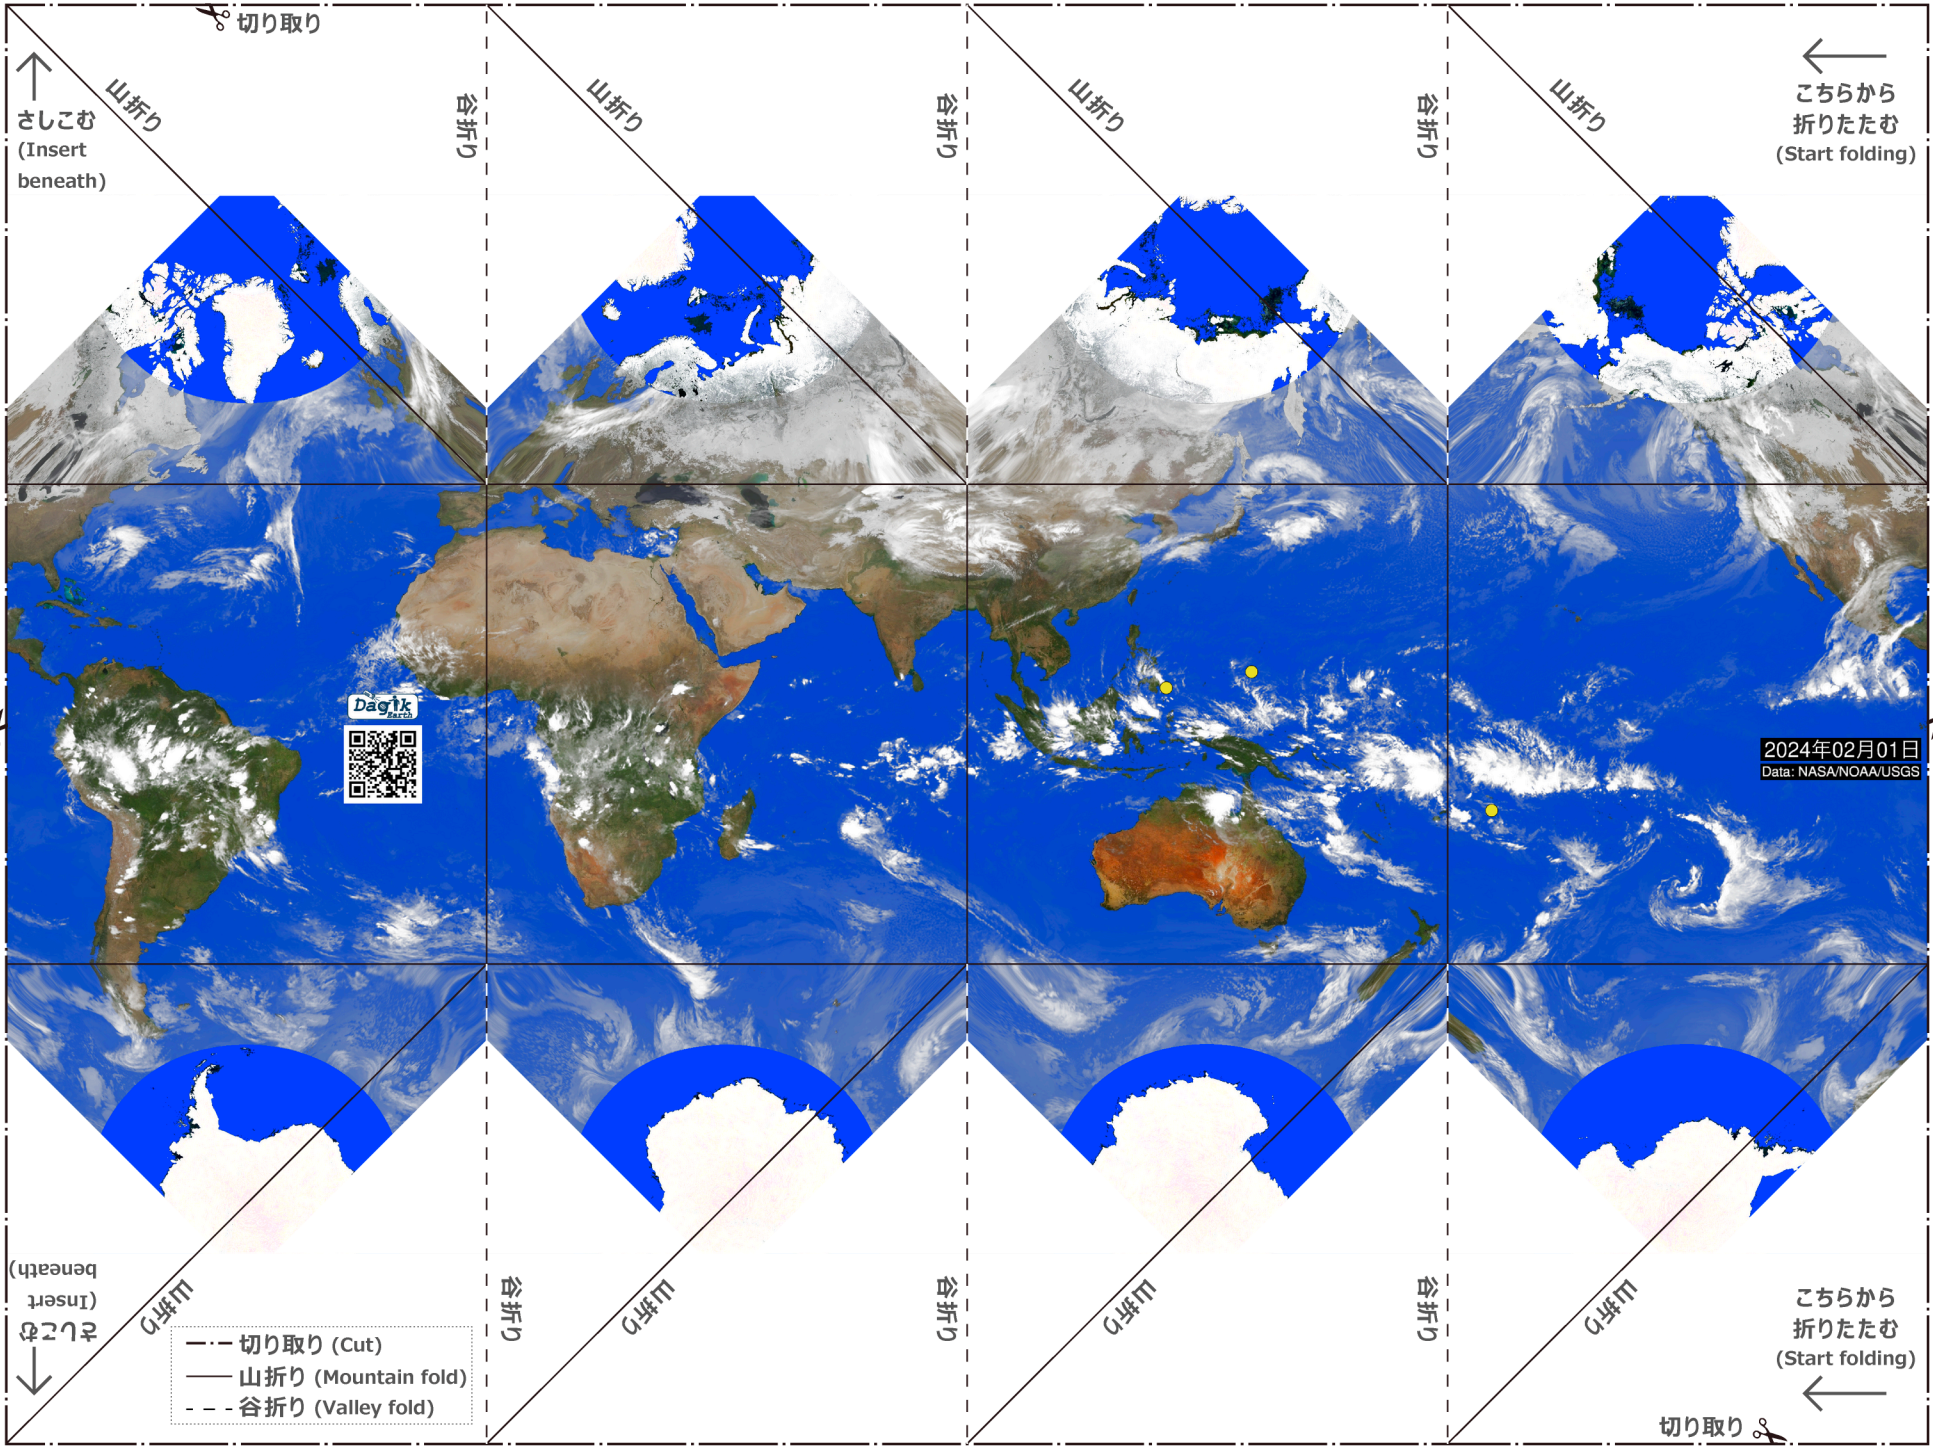 切り取り
山折り
谷折り
山折り
谷折り
山折り
谷折り
山折り
さしこむ
(Insert
beneath)
こちらから
折りたたむ
(Start folding)
Dagik
Earth
2024年02月01日
Data: NASA/NOAA/USGS
さしこむ
(Insert
beneath)
山折り
谷折り
山折り
谷折り
山折り
谷折り
山折り
こちらから
折りたたむ
(Start folding)
切り取り (Cut)
山折り (Mountain fold)
谷折り (Valley fold)
切り取り